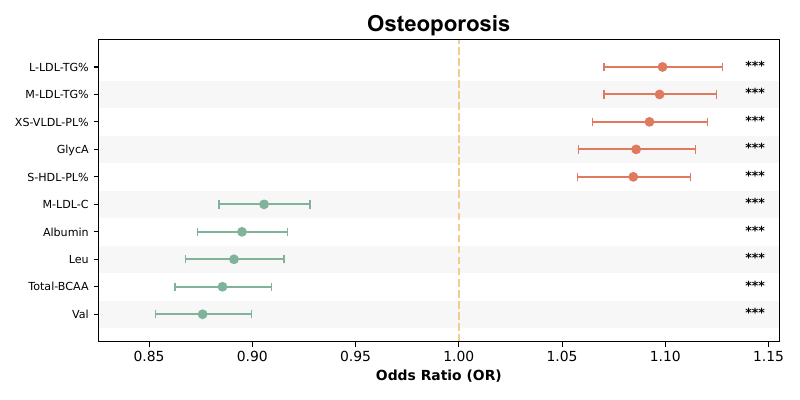 Osteoporosis
L-LDL-TG% ***
M-LDL-TG% ***
XS-VLDL-PL% ***
GlycA ***
S-HDL-PL% ***
M-LDL-C ***
Albumin ***
Leu ***
Total-BCAA ***
Val ***
0.85 0.90 0.95 1.00 1.05 1.10 1.15
Odds Ratio (OR)